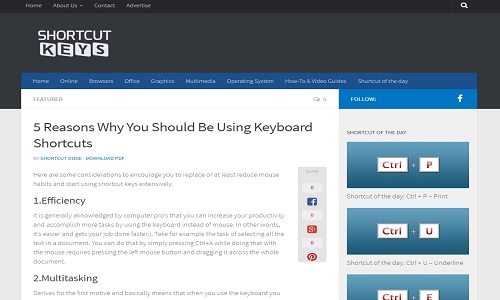 Home About Us Contact Advertise
SHORTCUT
KEYS
Home Online Browsers Office Graphics Multimedia Operating System How-To & Video Guides Shurtcut of the day
FEATURED 5 FOLLOW:
5 Reasons Why You Should Be Using Keyboard
Shortcuts
BY SHORTCUT DUDE · DOWNLOAD PDF
Here are some considerations to encourage you to replace or at least reduce mouse
habits and start using shortcut keys extensively.
1.Efficiency
It is generally aknowledged by computer pro's that you can increase your productivity
and accomplish more tasks by using the keyboard instead of mouse. In other words,
it's easier and gets your job done faster:). Take for example the task of selecting all the
text in a document. You can do that by simply pressing Ctrl+A while doing that with
the mouse requires pressing the left mouse button and dragging it across the whole
document.
2.Multitasking
Derives fro the first motive and basically means that when you use the keyboard you
SHARE
0
0
0
SHORTCUT OF THE DAY
Ctrl + P
Shortcut of the day: Ctrl + P – Print
Ctrl + U
Shortcut of the day: Ctrl + U – Underline
Ctrl + E